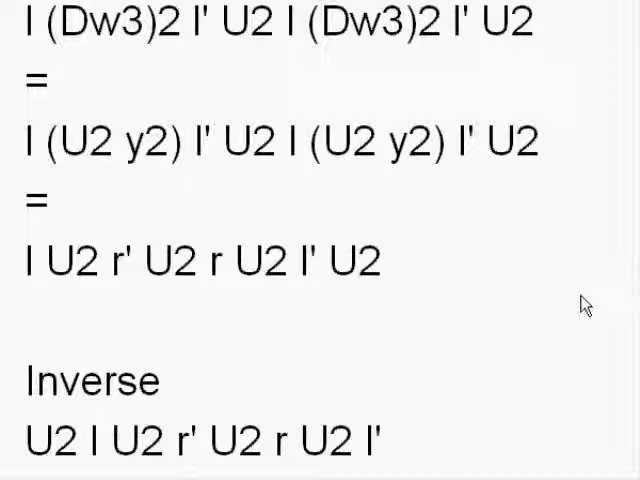 l (Dw3)2 l' U2 l (Dw3)2 l' U2
=
l (U2 y2) l' U2 l (U2 y2) l' U2
=
l U2 r' U2 r U2 l' U2
Inverse
U2 l U2 r' U2 r U2 l'